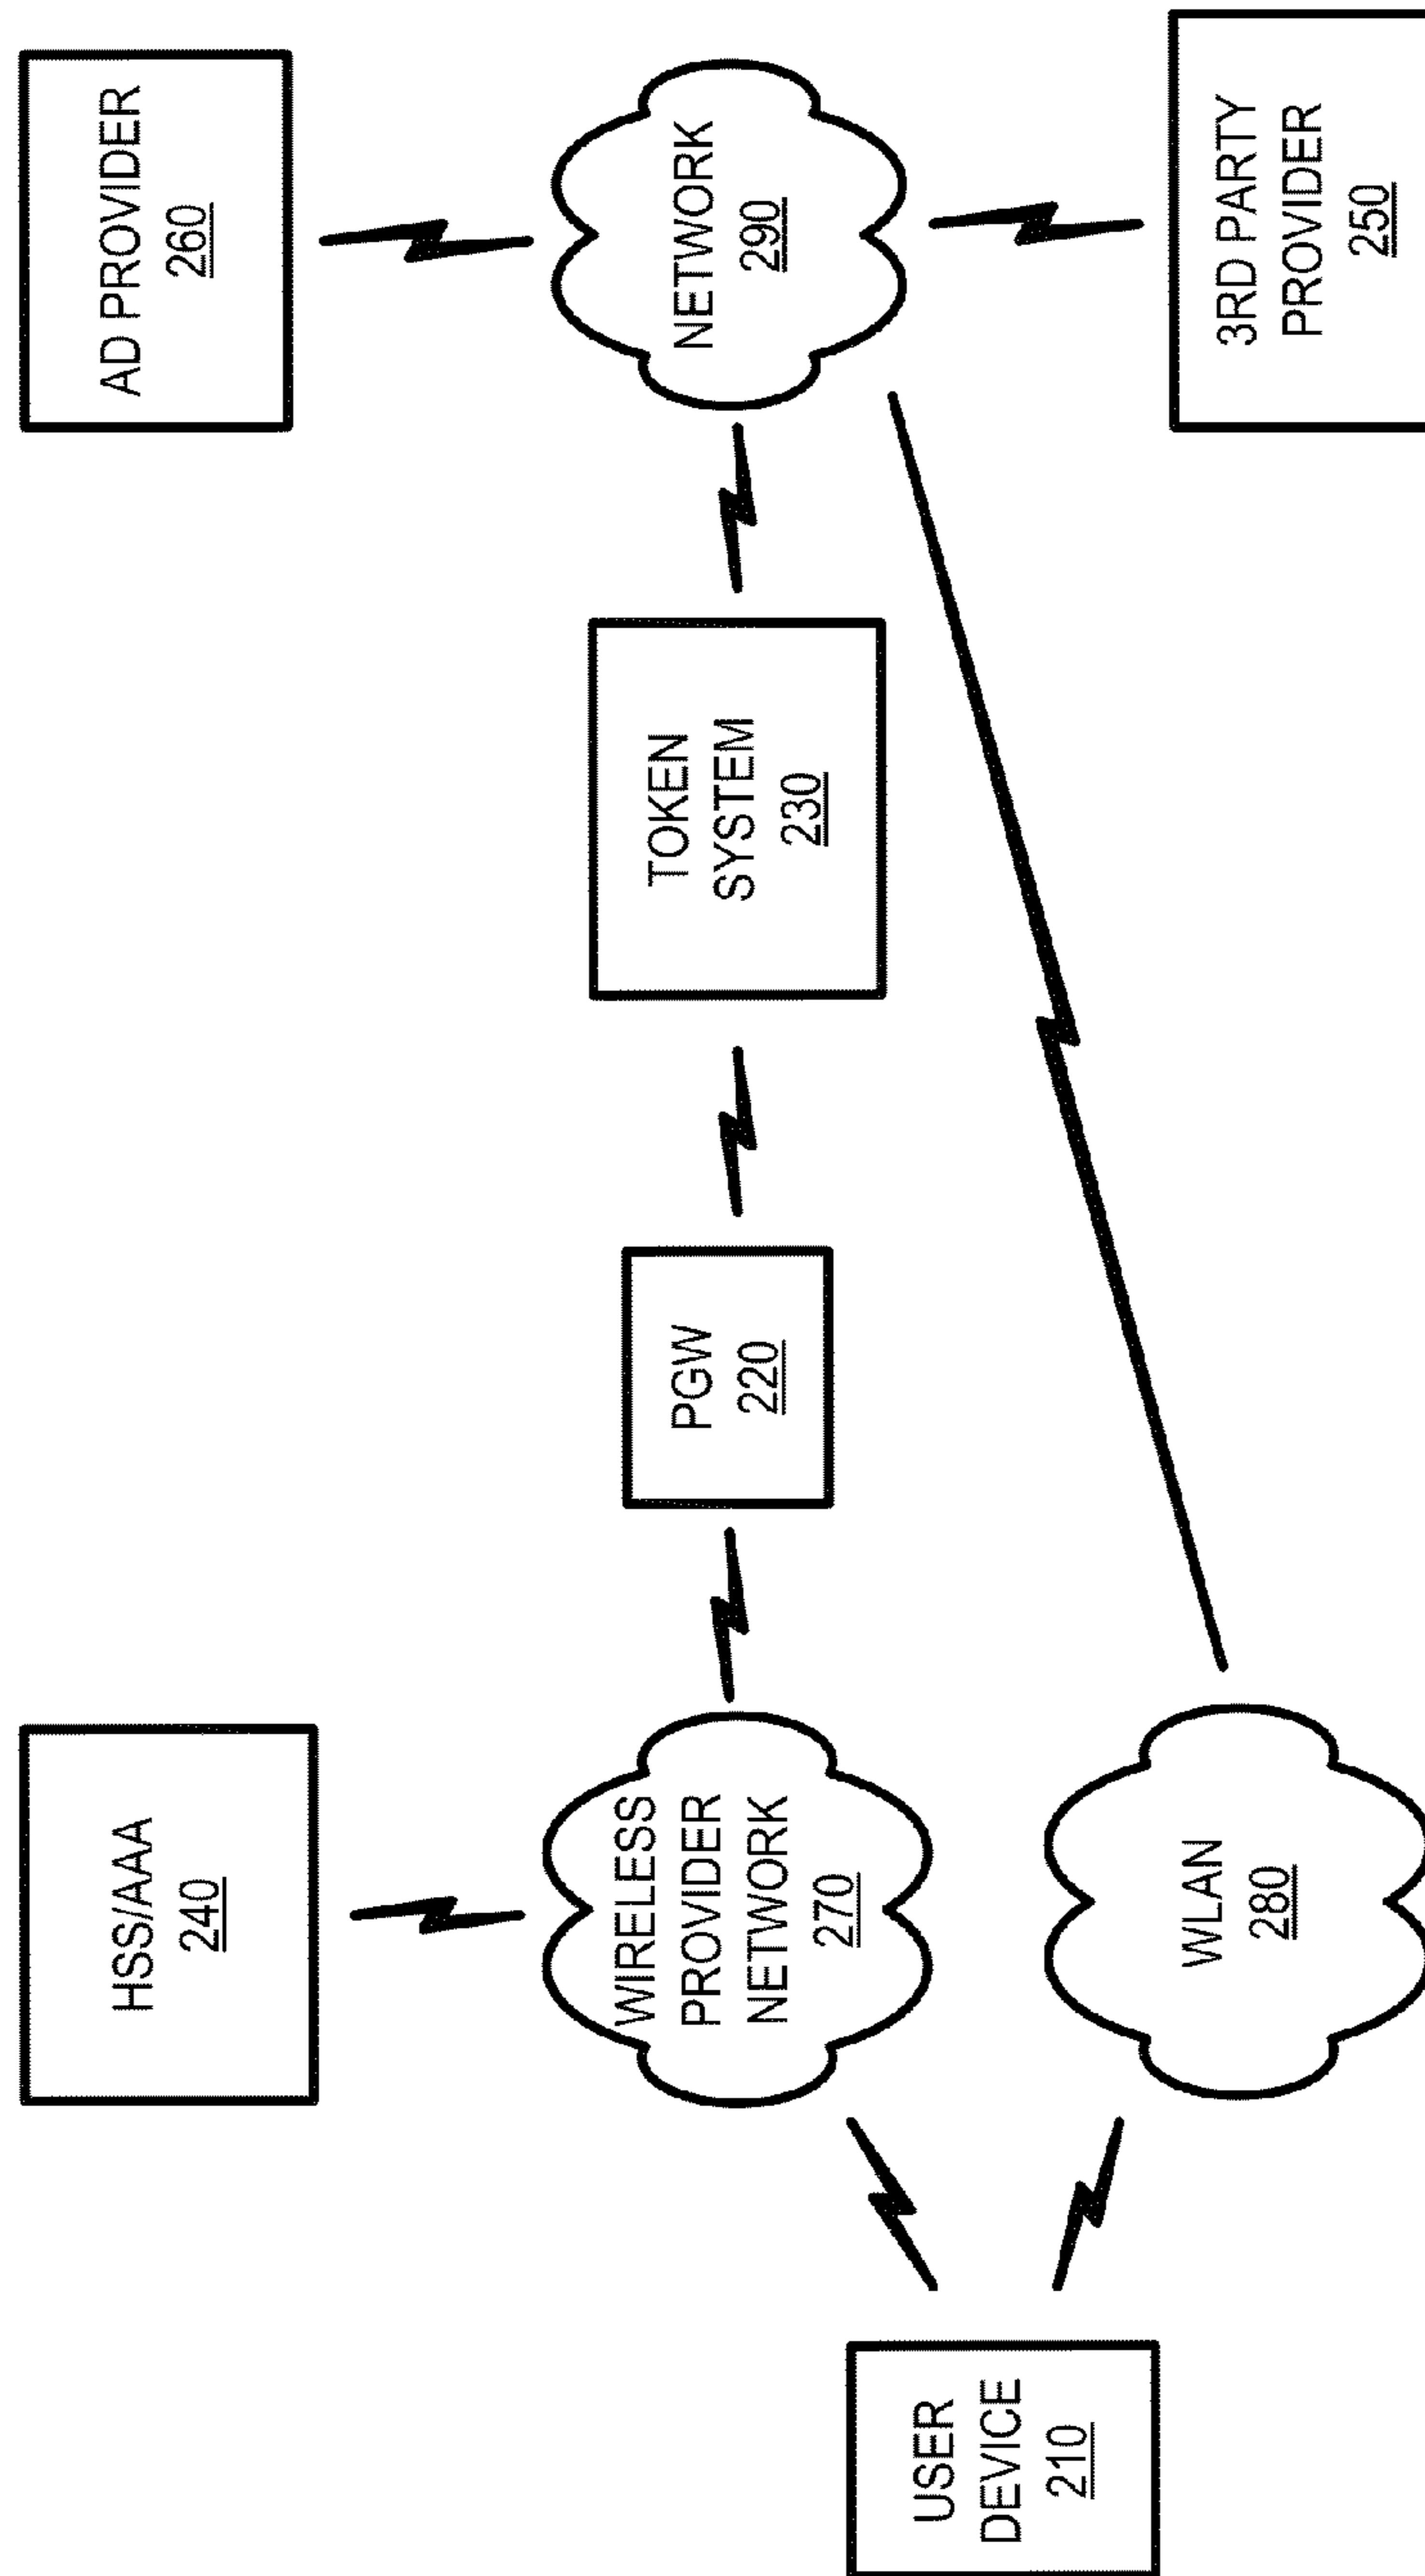 HSS/AAA
240
AD PROVIDER
260
USER
DEVICE
210
WIRELESS
PROVIDER
NETWORK
270
PGW
220
TOKEN
SYSTEM
230
NETWORK
290
WLAN
280
3RD PARTY
PROVIDER
250